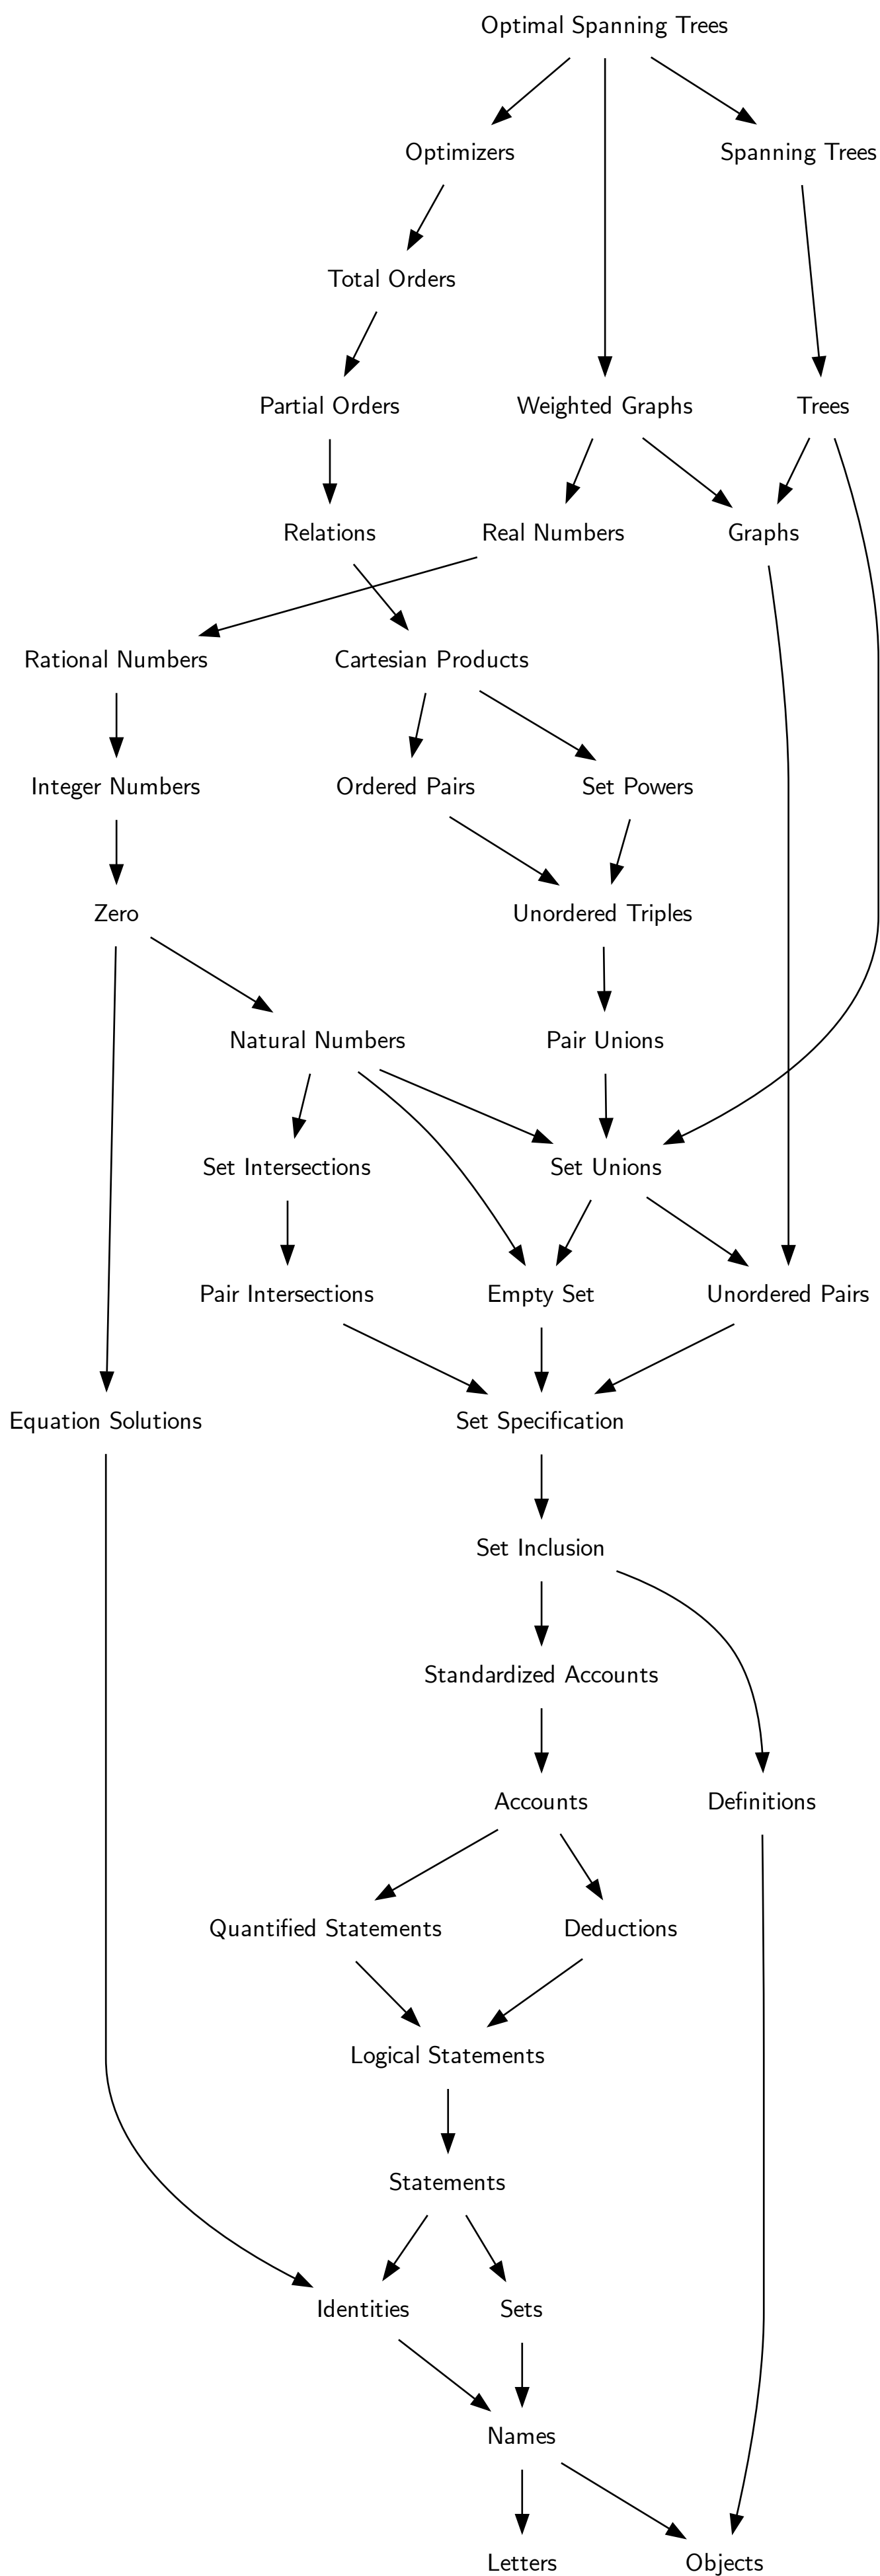 Optimal Spanning Trees
Optimizers
Spanning Trees
Total Orders
Partial Orders
Weighted Graphs
Trees
Relations
Real Numbers
Graphs
Rational Numbers
Cartesian Products
Integer Numbers
Ordered Pairs
Set Powers
Zero
Unordered Triples
Natural Numbers
Pair Unions
Set Intersections
Set Unions
Pair Intersections
Empty Set
Unordered Pairs
Equation Solutions
Set Specification
Set Inclusion
Standardized Accounts
Accounts
Definitions
Quantified Statements
Deductions
Logical Statements
Statements
Identities
Sets
Names
Letters
Objects